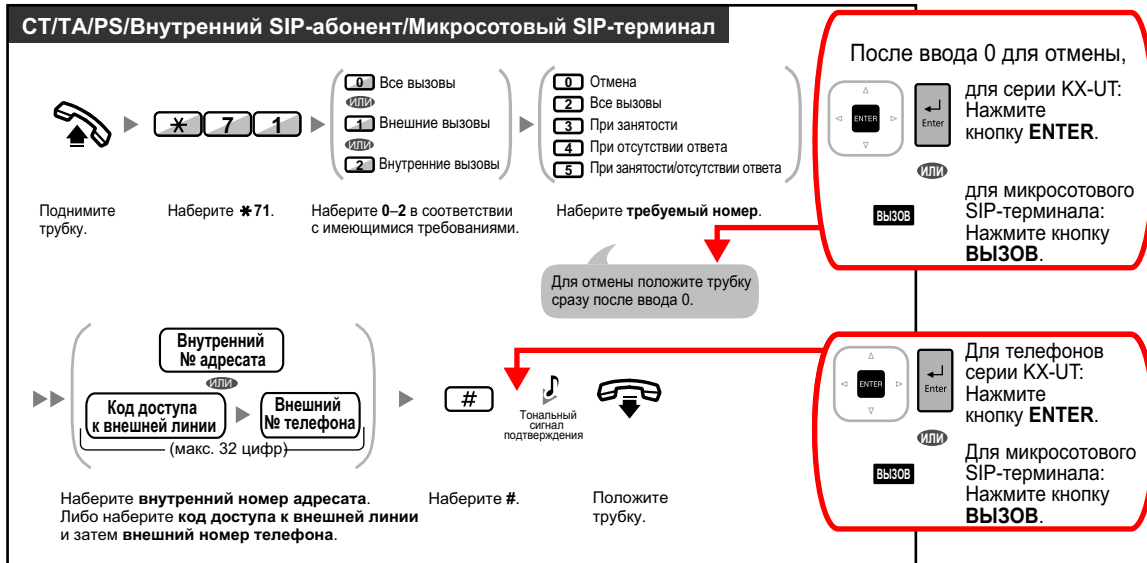 СТ/ТА/PS/Внутренний SIP-абонент/Микросотовый SIP-терминал
Поднимите
трубку.
* 7 1
Наберите *71.
0 Все вызовы
ИЛИ
1 Внешние вызовы
ИЛИ
2 Внутренние вызовы
Наберите 0–2 в соответствии
с имеющимися требованиями.
0 Отмена
2 Все вызовы
3 При занятости
4 При отсутствии ответа
5 При занятости/отсутствии ответа
Наберите требуемый номер.
Для отмены положите трубку
сразу после ввода 0.
После ввода 0 для отмены,
ENTER
Enter
для серии KX-UT:
Нажмите
кнопку ENTER.
ИЛИ
ВЫЗОВ
для микросотового
SIP-терминала:
Нажмите кнопку
ВЫЗОВ.
Внутренний
№ адресата
ИЛИ
Код доступа
к внешней линии
Внешний
№ телефона
(макс. 32 цифр)
Наберите внутренний номер адресата.
Либо наберите код доступа к внешней линии
и затем внешний номер телефона.
#
Наберите #.
Тональный
сигнал
подтверждения
Положите
трубку.
ENTER
Enter
Для телефонов
серии KX-UT:
Нажмите
кнопку ENTER.
ИЛИ
ВЫЗОВ
Для микросотового
SIP-терминала:
Нажмите кнопку
ВЫЗОВ.